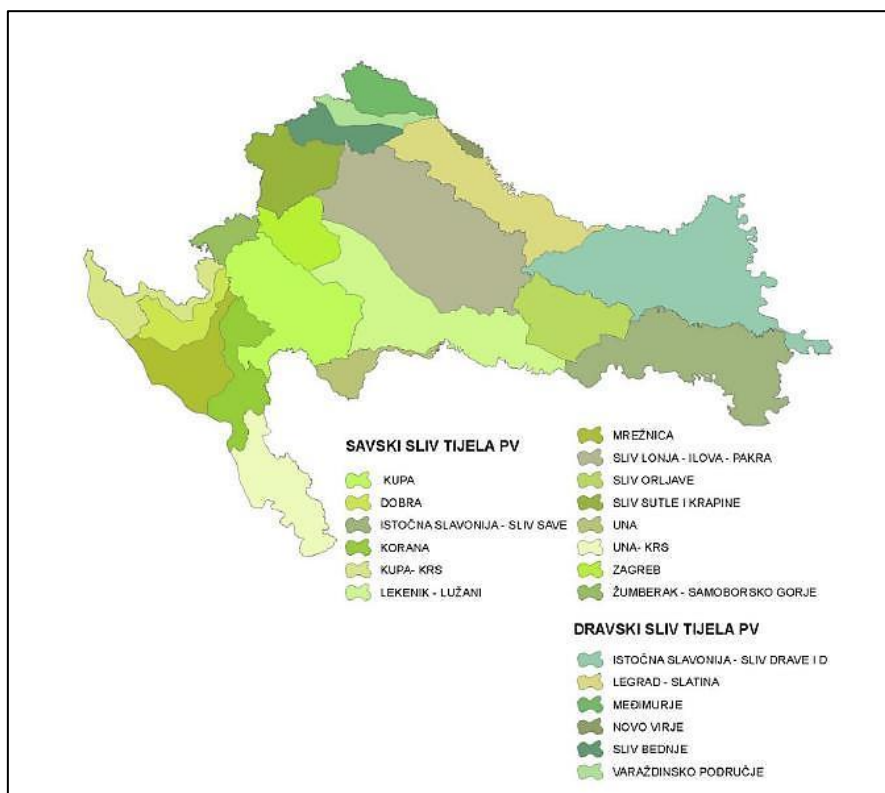 SAVSKI SLIV TIJELA PV
KUPA
DOBRA
ISTOČNA SLAVONIJA - SLIV SAVE
KORANA
KUPA- KRS
LEKENIK - LUŽANI
MREŽNICA
SLIV LONJA - ILOVA - PAKRA
SLIV ORLJAVE
SLIV SUTLE I KRAPINE
UNA
UNA- KRS
ZAGREB
ŽUMBERAK - SAMOBORSKO GORJE
DRAVSKI SLIV TIJELA PV
ISTOČNA SLAVONIJA - SLIV DRAVE I D
LEGRAD - SLATINA
MEĐIMURJE
NOVO VIRJE
SLIV BEDNJE
VARAŽDINSKO PODRUČJE